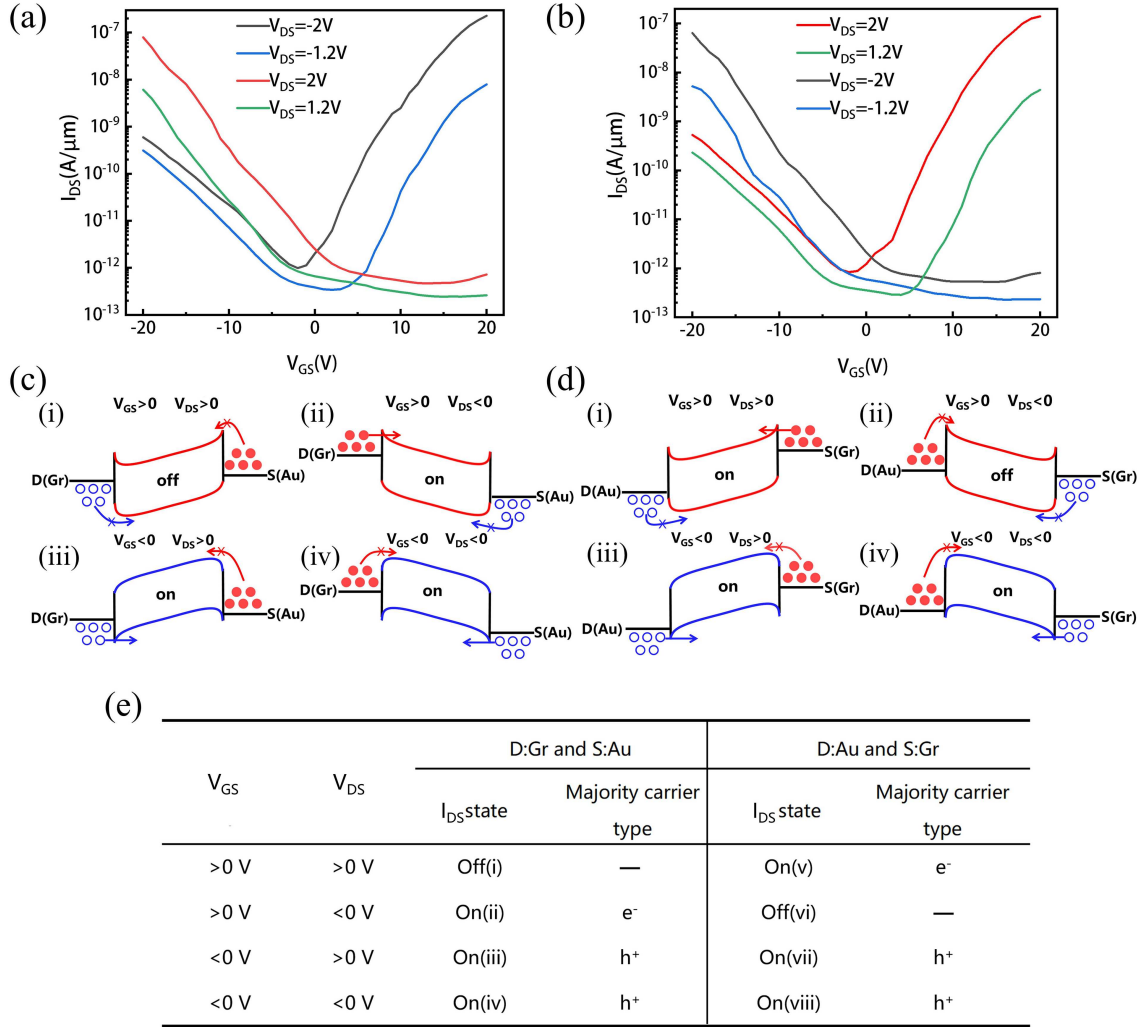 (a)
V_DS=-2V
V_DS=-1.2V
V_DS=2V
V_DS=1.2V
10⁻⁷
10⁻⁸
10⁻⁹
10⁻¹⁰
10⁻¹¹
10⁻¹²
10⁻¹³
I_DS(A/μm)
-20 -10 0 10 20
V_GS(V)
(b)
V_DS=2V
V_DS=1.2V
V_DS=-2V
V_DS=-1.2V
10⁻⁷
10⁻⁸
10⁻⁹
10⁻¹⁰
10⁻¹¹
10⁻¹²
10⁻¹³
I_DS(A/μm)
-20 -10 0 10 20
V_GS(V)
(c)
(i)
V_GS>0 V_DS>0
D(Gr) off S(Au)
(ii)
V_GS>0 V_DS<0
D(Gr) on S(Au)
(iii)
V_GS<0 V_DS>0
D(Gr) on S(Au)
(iv)
V_GS<0 V_DS<0
D(Gr) on S(Au)
(d)
(i)
V_GS>0 V_DS>0
D(Au) on S(Gr)
(ii)
V_GS>0 V_DS<0
D(Au) off S(Gr)
(iii)
V_GS<0 V_DS>0
D(Au) on S(Gr)
(iv)
V_GS<0 V_DS<0
D(Au) on S(Gr)
(e)
D:Gr and S:Au D:Au and S:Gr
V_GS V_DS I_DS state Majority carrier type I_DS state Majority carrier type
>0 V >0 V Off(i) — On(v) e⁻
>0 V <0 V On(ii) e⁻ Off(vi) —
<0 V >0 V On(iii) h⁺ On(vii) h⁺
<0 V <0 V On(iv) h⁺ On(viii) h⁺